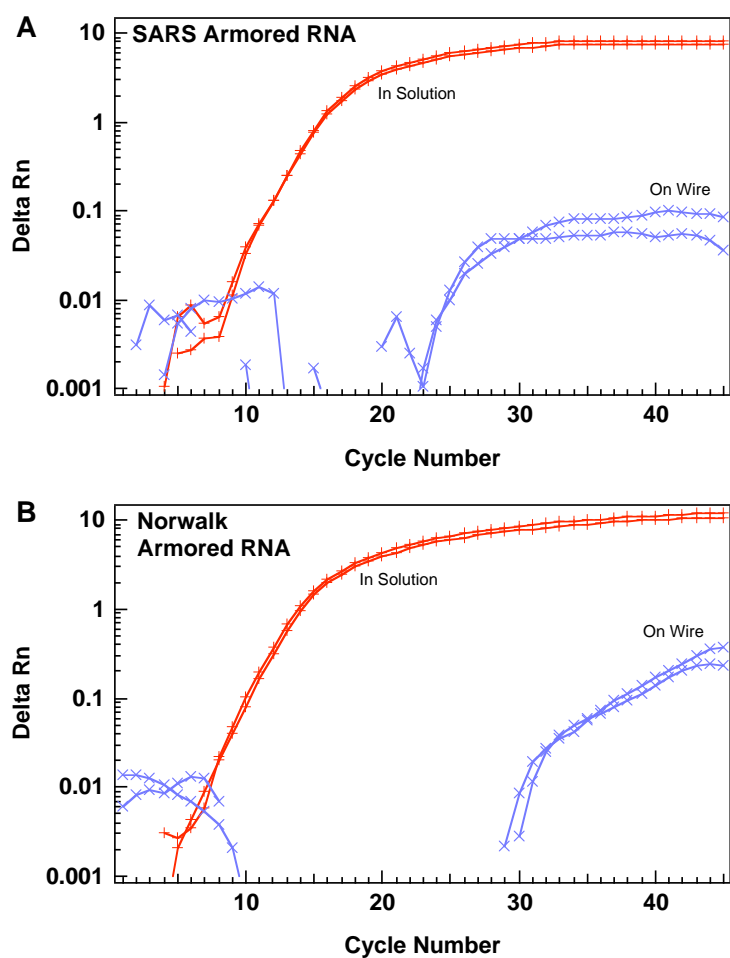 A
SARS Armored RNA
10
1
0.1
0.01
0.001
Delta Rn
In Solution
On Wire
10
20
30
40
Cycle Number
B
Norwalk
Armored RNA
10
1
0.1
0.01
0.001
Delta Rn
In Solution
On Wire
10
20
30
40
Cycle Number